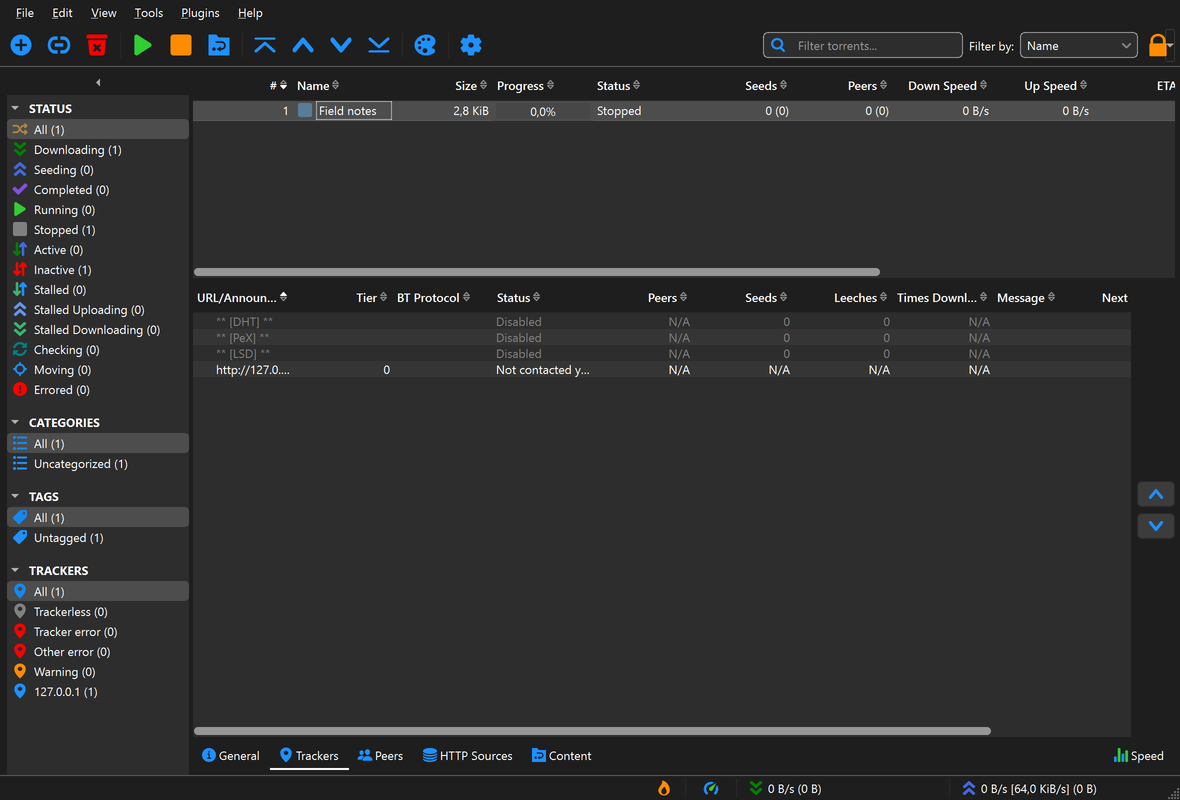 File Edit View Tools Plugins Help
Filter torrents... Filter by: Name
# Name Size Progress Status Seeds Peers Down Speed Up Speed ETA
1 Field notes 2,8 KiB 0,0% Stopped 0 (0) 0 (0) 0 B/s 0 B/s
STATUS
All (1)
Downloading (1)
Seeding (0)
Completed (0)
Running (0)
Stopped (1)
Active (0)
Inactive (1)
Stalled (0)
Stalled Uploading (0)
Stalled Downloading (0)
Checking (0)
Moving (0)
Errored (0)
CATEGORIES
All (1)
Uncategorized (1)
TAGS
All (1)
Untagged (1)
TRACKERS
All (1)
Trackerless (0)
Tracker error (0)
Other error (0)
Warning (0)
127.0.0.1 (1)
URL/Announ... Tier BT Protocol Status Peers Seeds Leeches Times Downl... Message Next
** [DHT] ** Disabled N/A 0 0 N/A
** [PeX] ** Disabled N/A 0 0 N/A
** [LSD] ** Disabled N/A 0 0 N/A
http://127.0.... 0 Not contacted y... N/A N/A N/A N/A
General Trackers Peers HTTP Sources Content Speed
0 B/s (0 B) 0 B/s [64,0 KiB/s] (0 B)